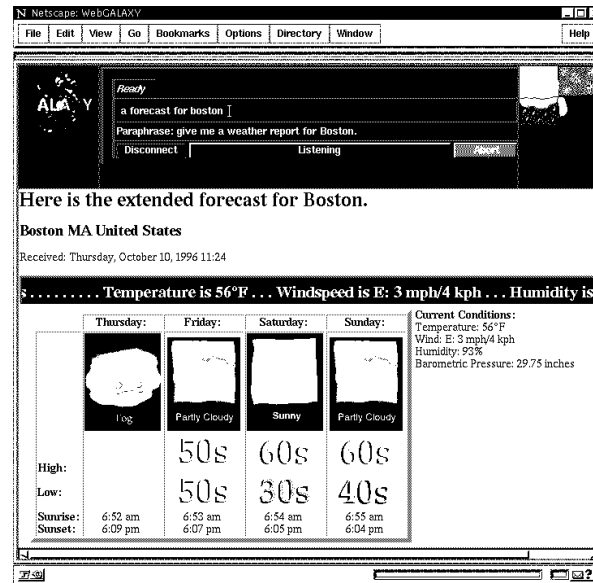 Netscape: WebGALAXY
File Edit View Go Bookmarks Options Directory Window Help
ALA Y
Ready
a forecast for boston
Paraphrase: give me a weather report for Boston.
Disconnect Listening Abort
Here is the extended forecast for Boston.
Boston MA United States
Received: Thursday, October 10, 1996 11:24
s . . . . . . . . . Temperature is 56°F . . . Windspeed is E: 3 mph/4 kph . . . Humidity is
Thursday: Friday: Saturday: Sunday:
Fog Partly Cloudy Sunny Partly Cloudy
High: 50s 60s 60s
Low: 50s 30s 40s
Sunrise: 6:52 am 6:53 am 6:54 am 6:55 am
Sunset: 6:09 pm 6:07 pm 6:05 pm 6:04 pm
Current Conditions:
Temperature: 56°F
Wind: E: 3 mph/4 kph
Humidity: 93%
Barometric Pressure: 29.75 inches